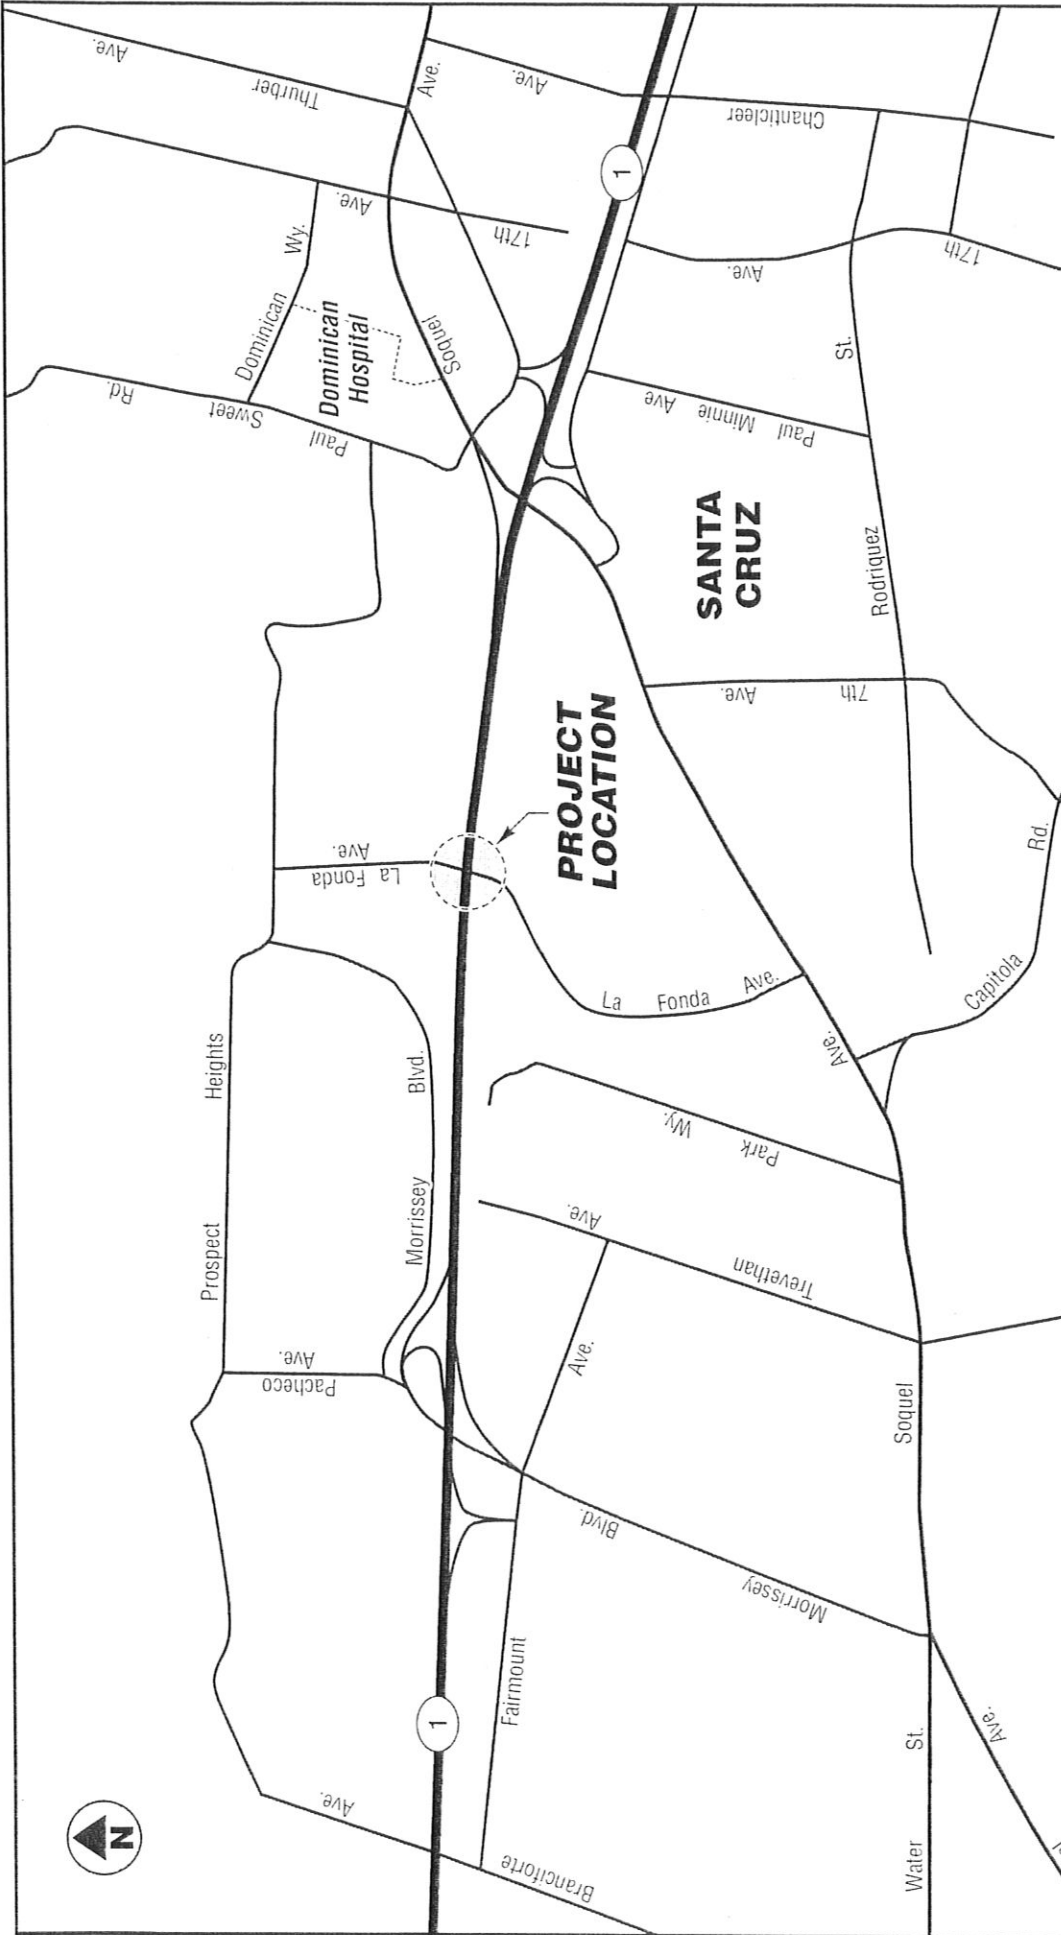 Ave.
Thurber
Ave.
Ave.
Chanticleer
1
Ave.
17th
Wy.
Dominican
Dominican
Hospital
Soquel
Ave.
17th
St.
Rd.
Sweet
Paul
Paul Minnie Ave
SANTA
CRUZ
Rodriquez
7th
Ave.
PROJECT
LOCATION
La Fonda
Ave.
La Fonda Ave.
Rd.
Capitola
Ave.
Prospect Heights
Morrissey Blvd.
Park Wy.
Trevethan
Ave.
Soquel
Pacheco
Ave.
Ave.
Morrissey
Blvd.
Fairmount
1
Branciforte
Ave.
Water St.
Ave.
N